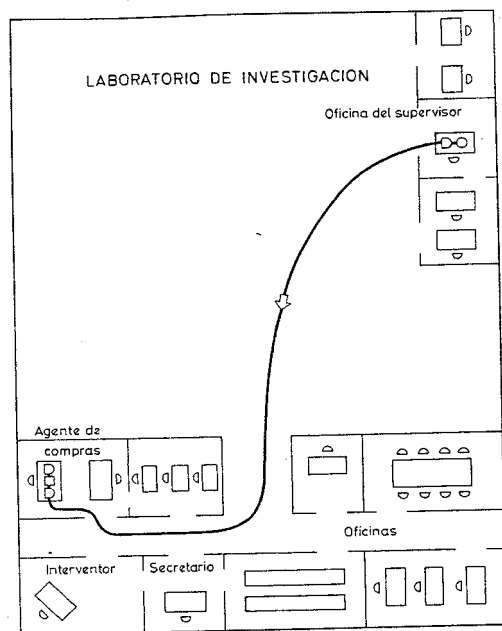 LABORATORIO DE INVESTIGACION
Oficina del supervisor
Agente de
compras
Oficinas
Interventor
Secretario